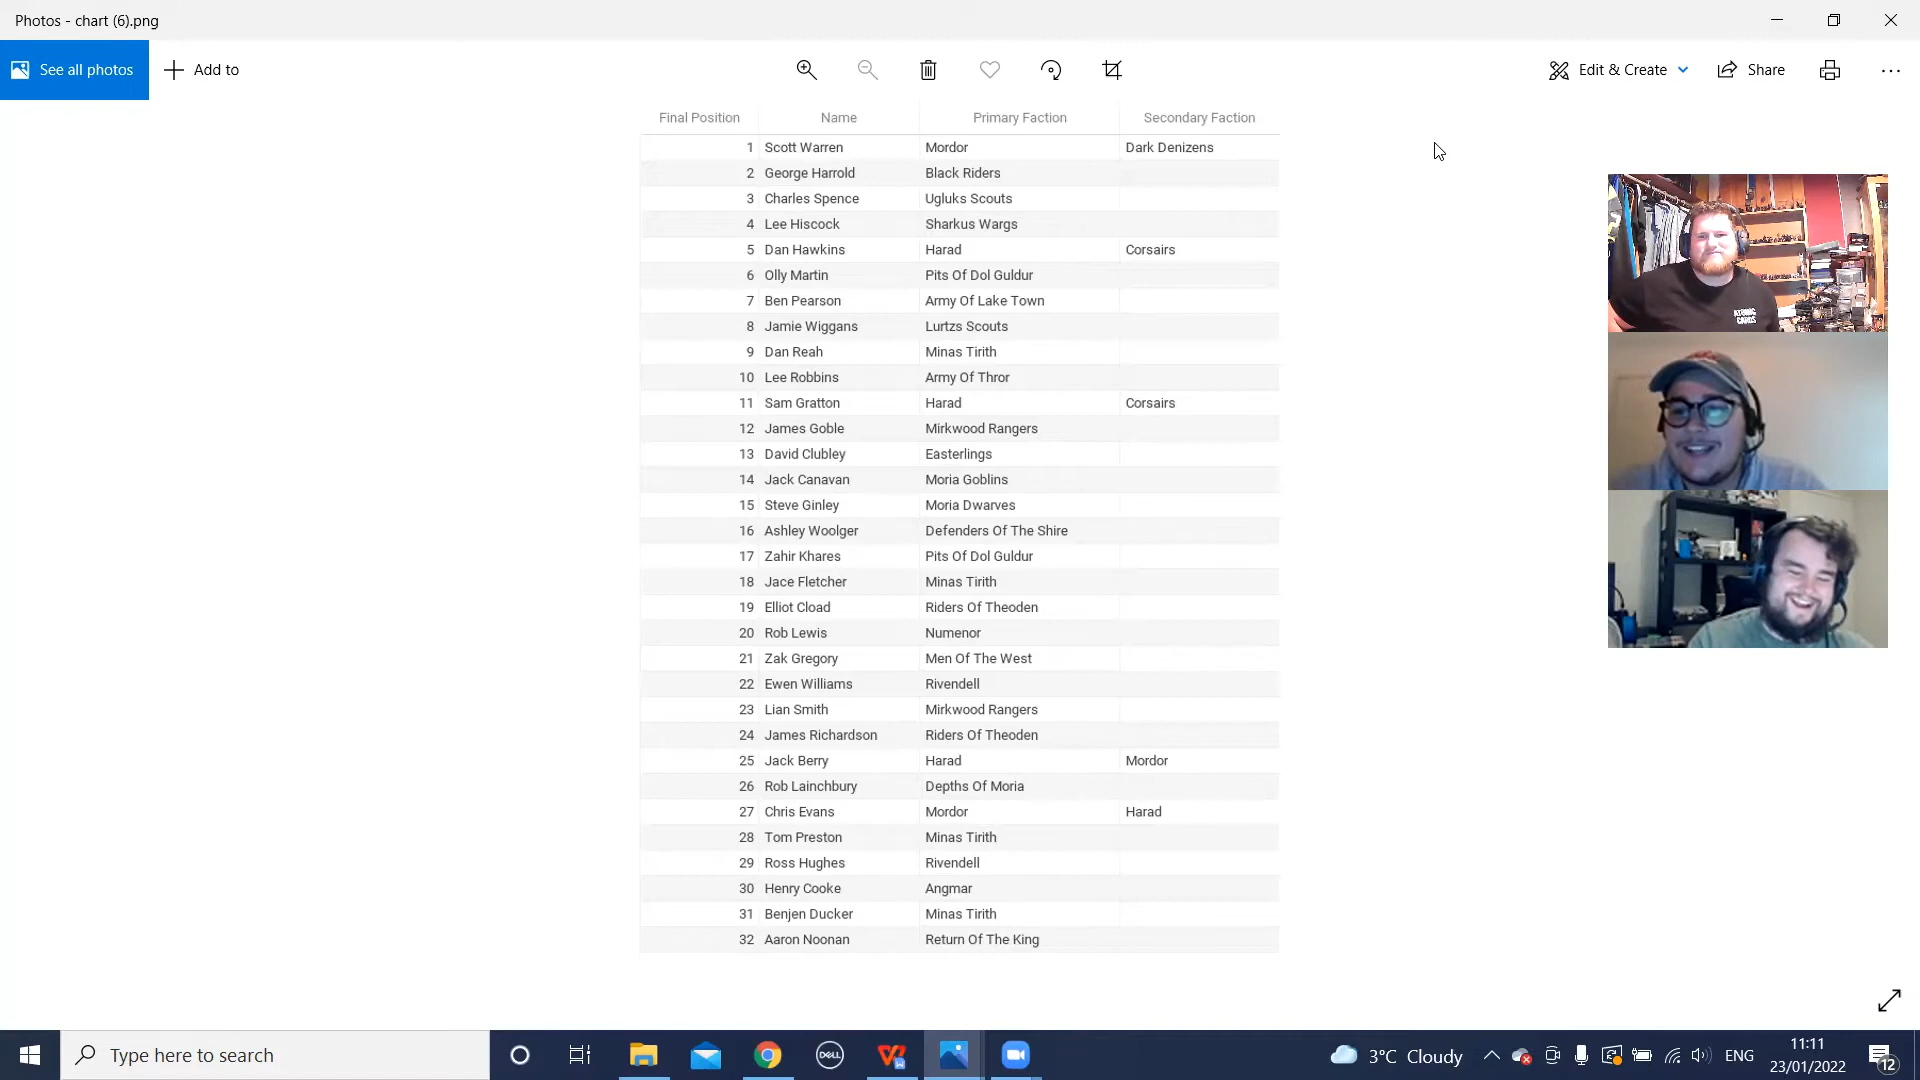 Photos - chart (6).png
See all photos
Add to
Edit & Create
Share
Final Position Name Primary Faction Secondary Faction
1 Scott Warren Mordor Dark Denizens
2 George Harrold Black Riders
3 Charles Spence Ugluks Scouts
4 Lee Hiscock Sharkus Wargs
5 Dan Hawkins Harad Corsairs
6 Olly Martin Pits Of Dol Guldur
7 Ben Pearson Army Of Lake Town
8 Jamie Wiggans Lurtzs Scouts
9 Dan Reah Minas Tirith
10 Lee Robbins Army Of Thror
11 Sam Gratton Harad Corsairs
12 James Goble Mirkwood Rangers
13 David Clubley Easterlings
14 Jack Canavan Moria Goblins
15 Steve Ginley Moria Dwarves
16 Ashley Woolger Defenders Of The Shire
17 Zahir Khares Pits Of Dol Guldur
18 Jace Fletcher Minas Tirith
19 Elliot Cload Riders Of Theoden
20 Rob Lewis Numenor
21 Zak Gregory Men Of The West
22 Ewen Williams Rivendell
23 Lian Smith Mirkwood Rangers
24 James Richardson Riders Of Theoden
25 Jack Berry Harad Mordor
26 Rob Lainchbury Depths Of Moria
27 Chris Evans Mordor Harad
28 Tom Preston Minas Tirith
29 Ross Hughes Rivendell
30 Henry Cooke Angmar
31 Benjen Ducker Minas Tirith
32 Aaron Noonan Return Of The King
ATOMIC
CARDS
Type here to search
DELL
3°C Cloudy
ENG
11:11
23/01/2022
12